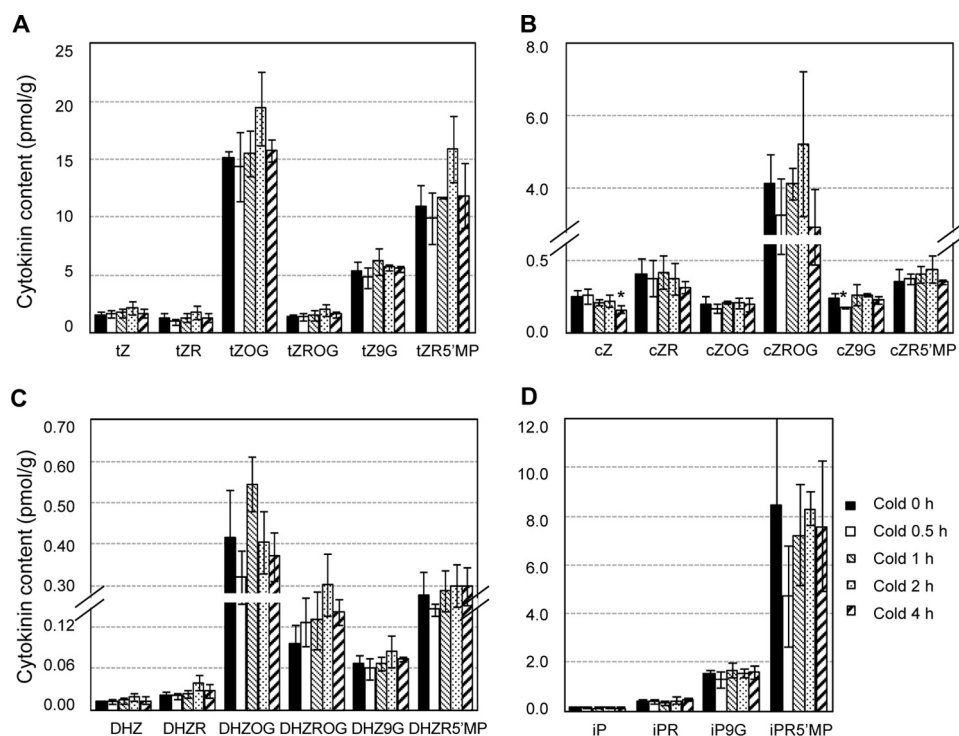 A
Cytokinin content (pmol/g)
25
20
15
10
5
0
tZ tZR tZOG tZROG tZ9G tZR5'MP
B
8.0
6.0
4.0
0.5
0.0
* *
cZ cZR cZOG cZROG cZ9G cZR5'MP
C
Cytokinin content (pmol/g)
0.70
0.60
0.50
0.40
0.30
0.12
0.06
0.00
DHZ DHZR DHZOG DHZROG DHZ9G DHZR5'MP
D
12.0
10.0
8.0
6.0
4.0
2.0
0.0
iP iPR iP9G iPR5'MP
Cold 0 h
Cold 0.5 h
Cold 1 h
Cold 2 h
Cold 4 h